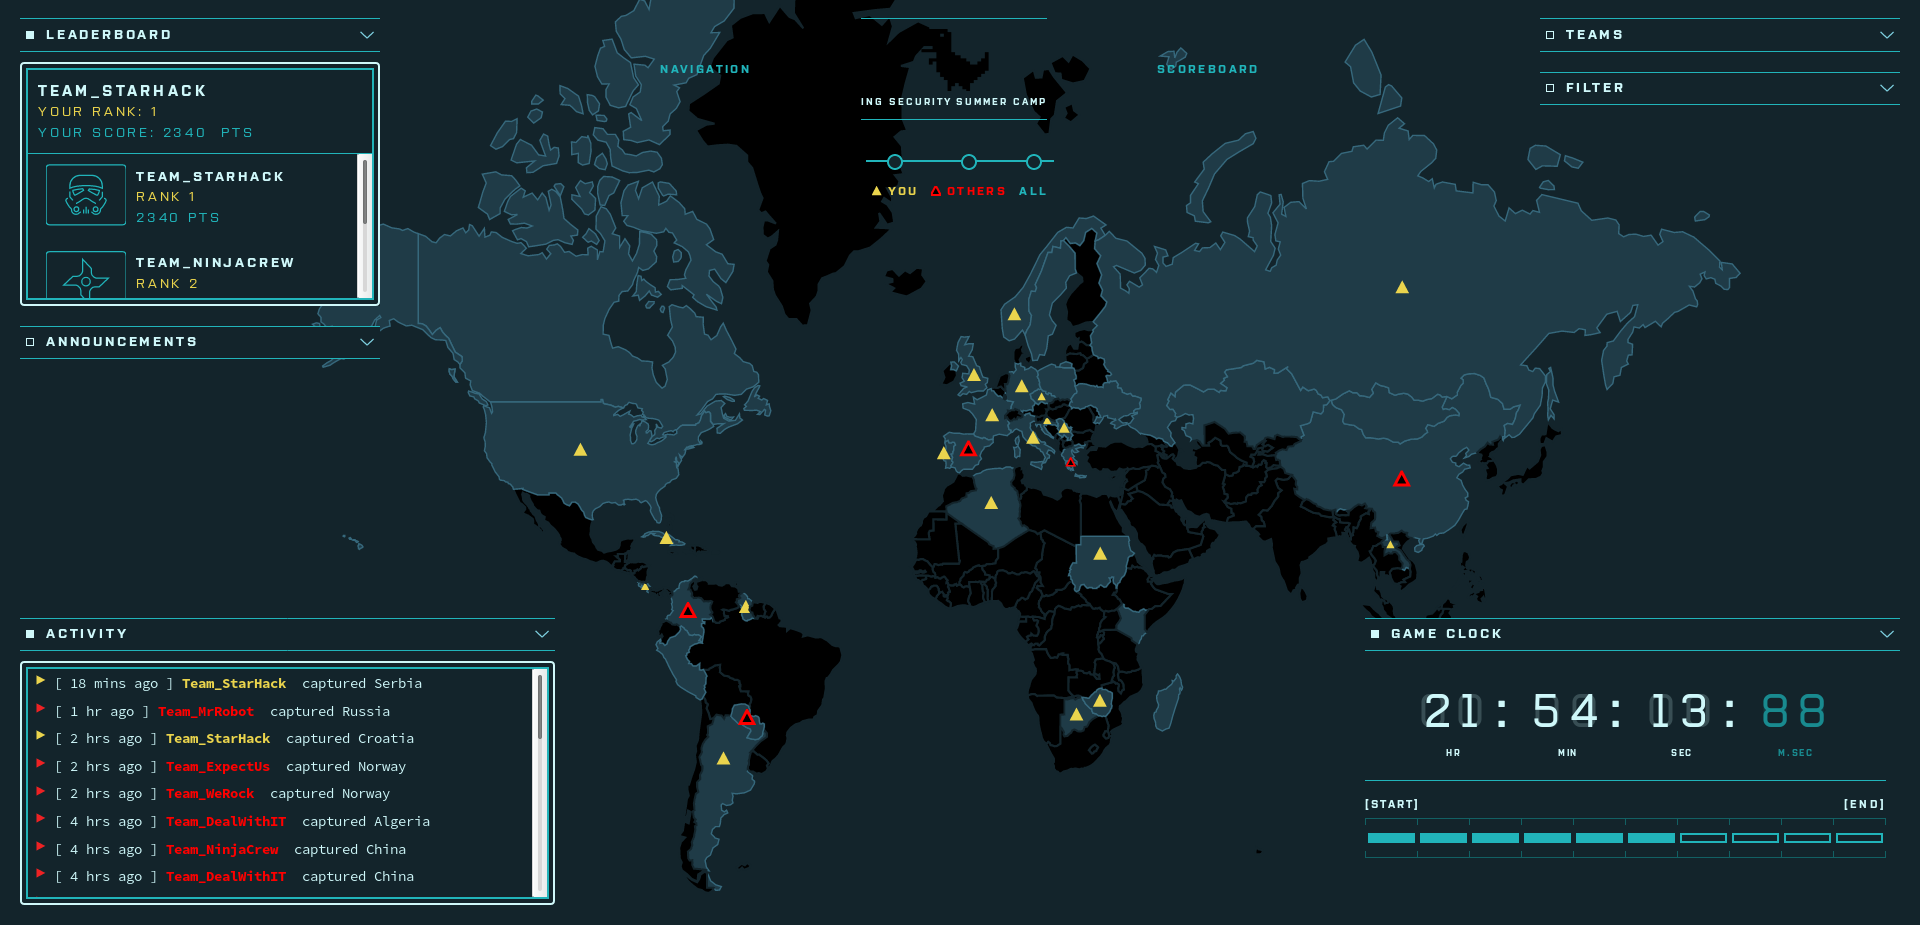 LEADERBOARD
TEAM_STARHACK
YOUR RANK: 1
YOUR SCORE: 2340 PTS
TEAM_STARHACK
RANK 1
2340 PTS
TEAM_NINJACREW
RANK 2
ANNOUNCEMENTS
NAVIGATION
SCOREBOARD
ING SECURITY SUMMER CAMP
YOU OTHERS ALL
TEAMS
FILTER
ACTIVITY
[ 18 mins ago ] Team_StarHack captured Serbia
[ 1 hr ago ] Team_MrRobot captured Russia
[ 2 hrs ago ] Team_StarHack captured Croatia
[ 2 hrs ago ] Team_ExpectUs captured Norway
[ 2 hrs ago ] Team_WeRock captured Norway
[ 4 hrs ago ] Team_DealWithIT captured Algeria
[ 4 hrs ago ] Team_NinjaCrew captured China
[ 4 hrs ago ] Team_DealWithIT captured China
GAME CLOCK
21 : 54 : 13 : 88
HR MIN SEC M.SEC
[START] [END]